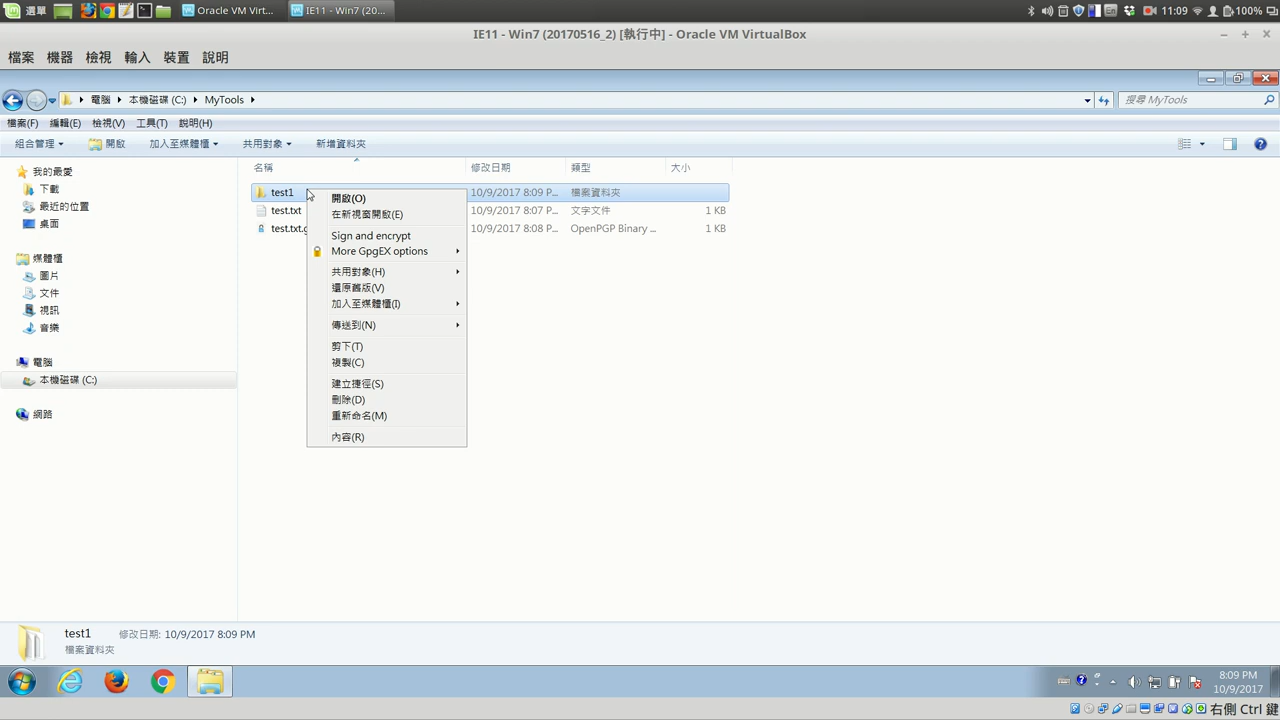 選單
Oracle VM Virt...
IE11 - Win7 (20...
En
11:09
100%
IE11 - Win7 (20170516_2) [執行中] - Oracle VM VirtualBox
檔案 機器 檢視 輸入 裝置 說明
電腦 本機磁碟 (C:) MyTools
搜尋 MyTools
檔案(F) 編輯(E) 檢視(V) 工具(T) 說明(H)
組合管理 開啟 加入至媒體櫃 共用對象 新增資料夾
我的最愛
下載
最近的位置
桌面
媒體櫃
圖片
文件
視訊
音樂
電腦
本機磁碟 (C:)
網路
名稱 修改日期 類型 大小
test1 10/9/2017 8:09 P... 檔案資料夾
test.txt 10/9/2017 8:07 P... 文字文件 1 KB
test.txt.g 10/9/2017 8:08 P... OpenPGP Binary ... 1 KB
開啟(O)
在新視窗開啟(E)
Sign and encrypt
More GpgEX options
共用對象(H)
還原舊版(V)
加入至媒體櫃(I)
傳送到(N)
剪下(T)
複製(C)
建立捷徑(S)
刪除(D)
重新命名(M)
內容(R)
test1 修改日期: 10/9/2017 8:09 PM
檔案資料夾
8:09 PM
10/9/2017
右側 Ctrl 鍵